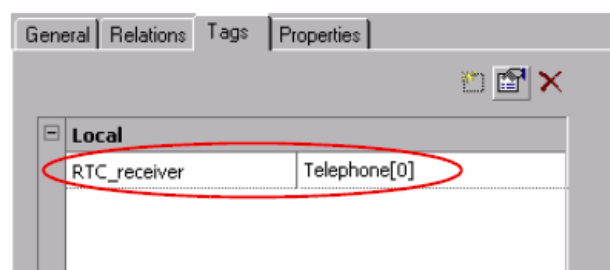 General Relations Tags Properties
Local
RTC_receiver Telephone[0]